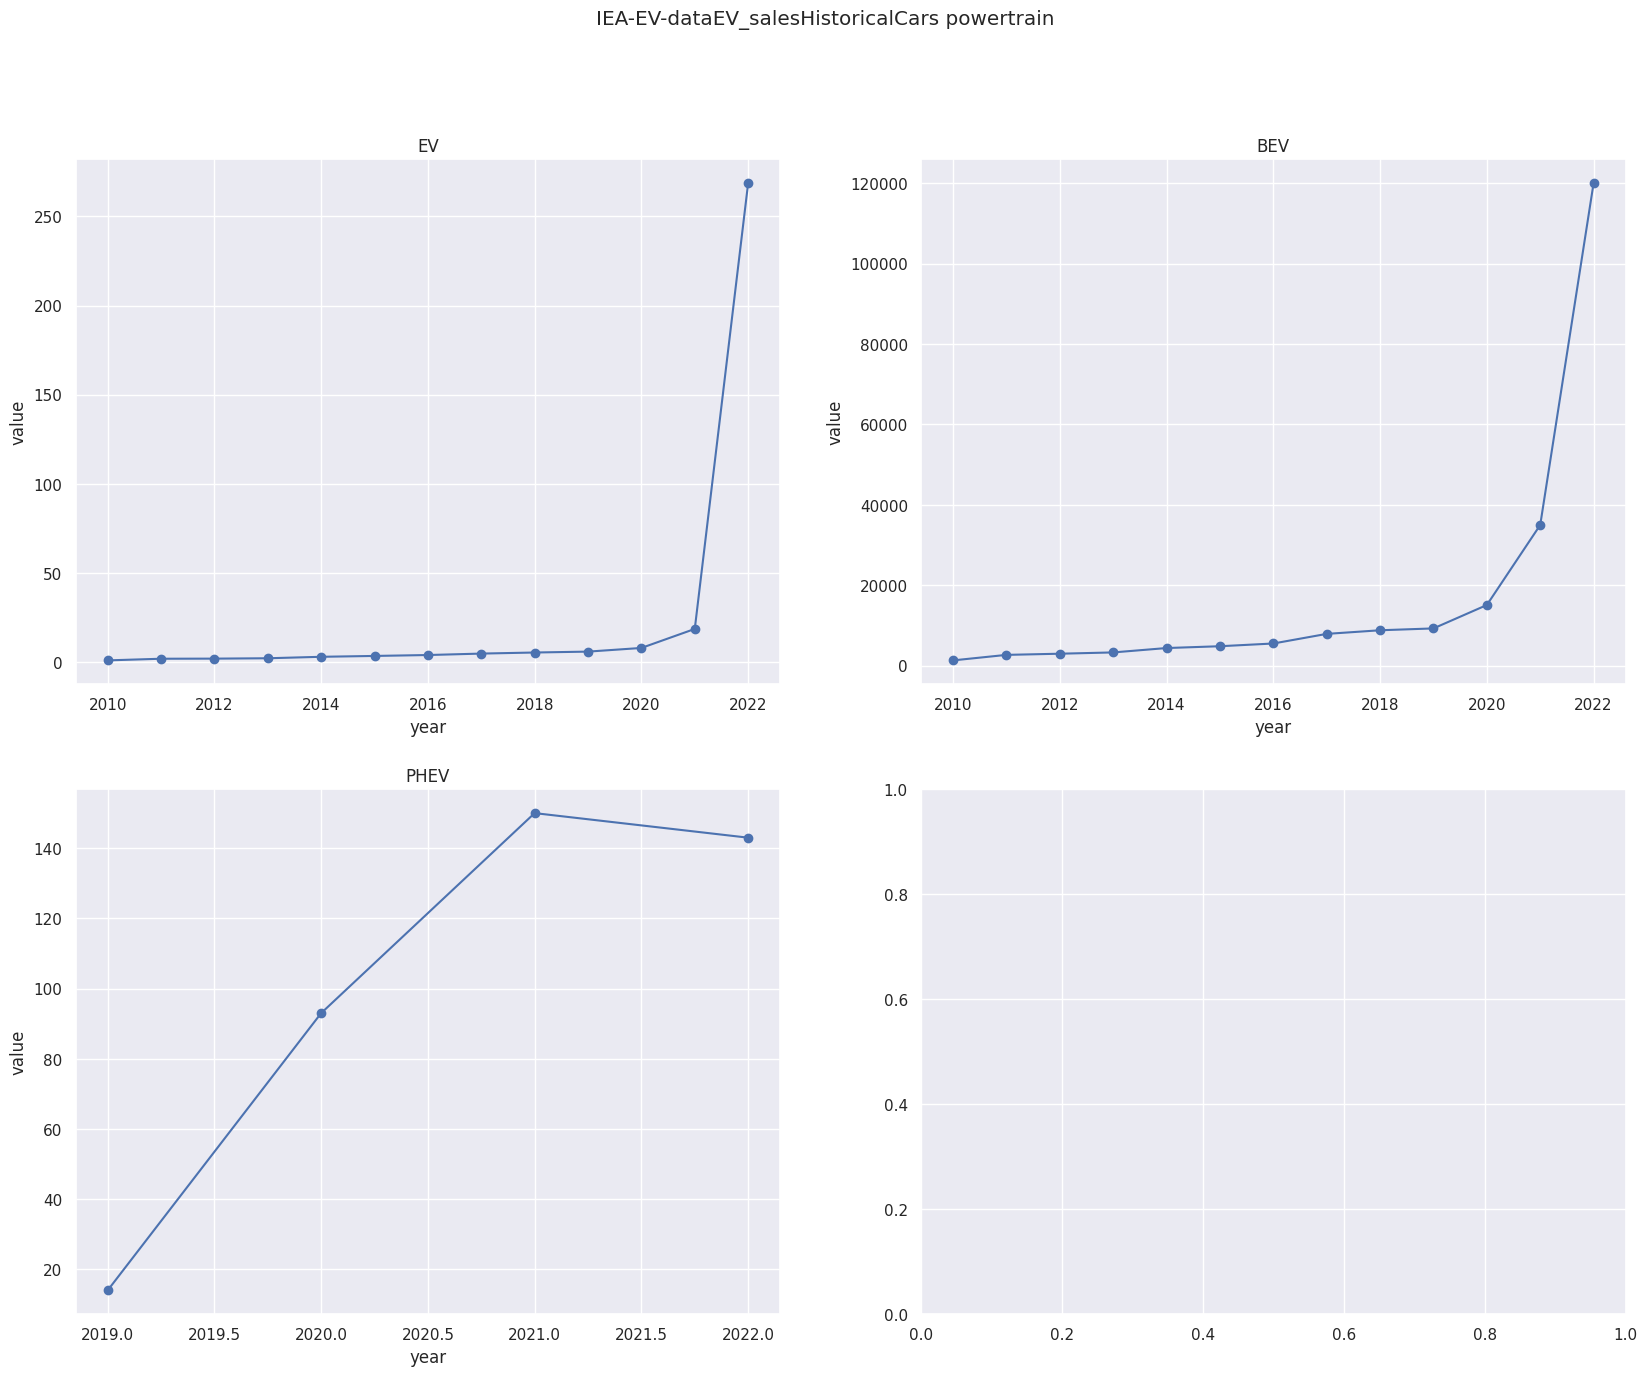 IEA-EV-dataEV_salesHistoricalCars powertrain
EV
250
200
150
100
50
0
value
2010 2012 2014 2016 2018 2020 2022
year
BEV
120000
100000
80000
60000
40000
20000
0
value
2010 2012 2014 2016 2018 2020 2022
year
PHEV
140
120
100
80
60
40
20
value
2019.0 2019.5 2020.0 2020.5 2021.0 2021.5 2022.0
year
1.0
0.8
0.6
0.4
0.2
0.0
0.0 0.2 0.4 0.6 0.8 1.0